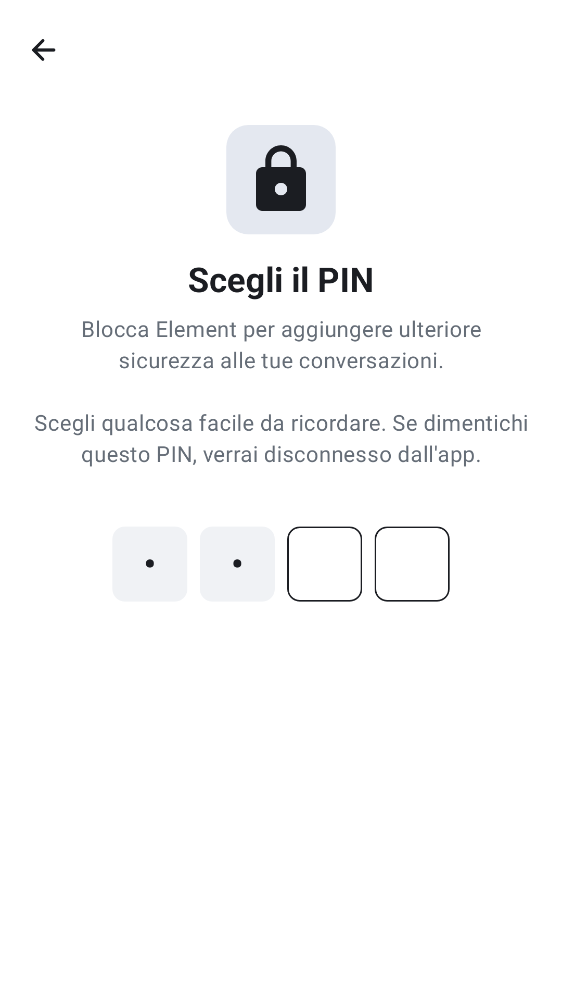 Scegli il PIN
Blocca Element per aggiungere ulteriore
sicurezza alle tue conversazioni.
Scegli qualcosa facile da ricordare. Se dimentichi
questo PIN, verrai disconnesso dall'app.